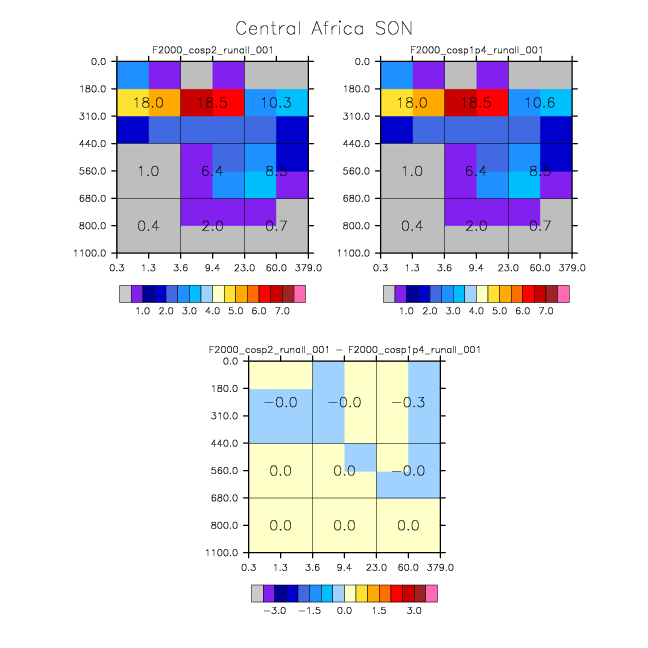 Central Africa SON
F2000_cosp2_runall_001 F2000_cosp1p4_runall_001
0.0 0.0
180.0 180.0
18.0 18.5 10.3 18.0 18.5 10.6
310.0 310.0
440.0 440.0
560.0 1.0 6.4 8.5 560.0 1.0 6.4 8.5
680.0 680.0
800.0 0.4 2.0 0.7 800.0 0.4 2.0 0.7
1100.0 1100.0
0.3 1.3 3.6 9.4 23.0 60.0 379.0 0.3 1.3 3.6 9.4 23.0 60.0 379.0
1.0 2.0 3.0 4.0 5.0 6.0 7.0 1.0 2.0 3.0 4.0 5.0 6.0 7.0
F2000_cosp2_runall_001 − F2000_cosp1p4_runall_001
0.0
180.0
−0.0 −0.0 −0.3
310.0
440.0
560.0 0.0 0.0 −0.0
680.0
800.0 0.0 0.0 0.0
1100.0
0.3 1.3 3.6 9.4 23.0 60.0 379.0
−3.0 −1.5 0.0 1.5 3.0